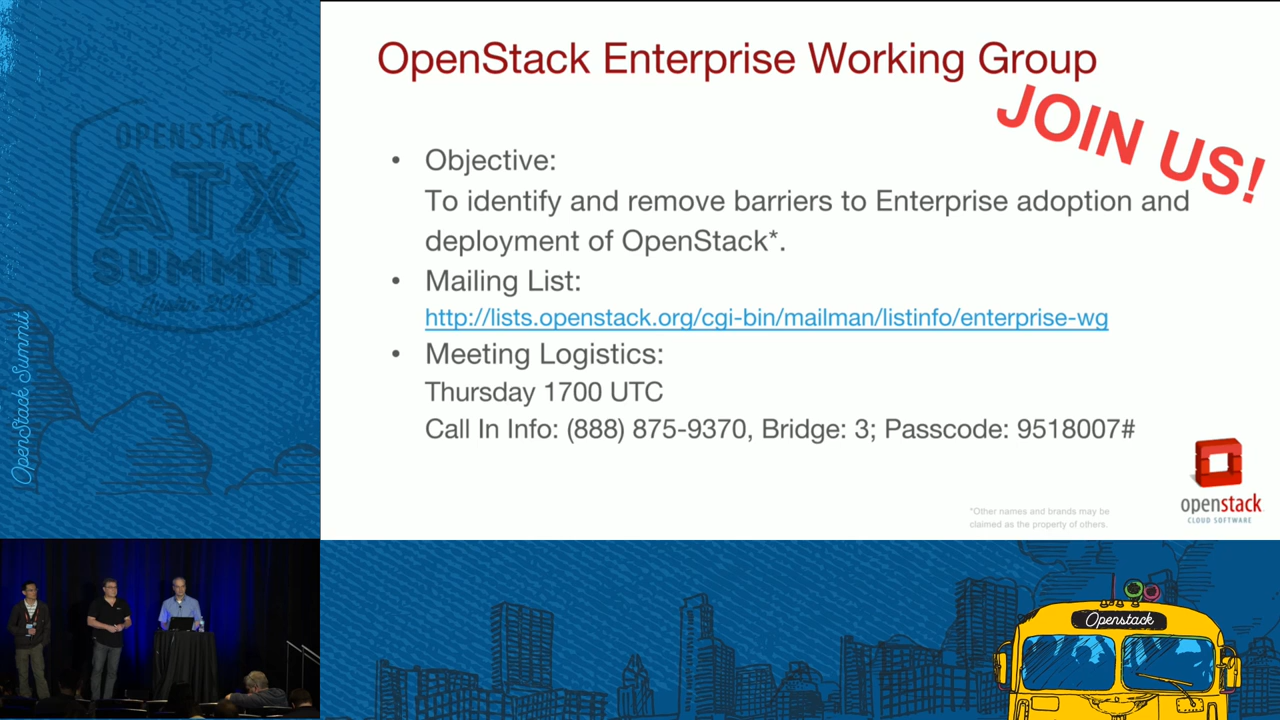 OpenStack Enterprise Working Group
JOIN US!
• Objective:
To identify and remove barriers to Enterprise adoption and
deployment of OpenStack*.
• Mailing List:
http://lists.openstack.org/cgi-bin/mailman/listinfo/enterprise-wg
• Meeting Logistics:
Thursday 1700 UTC
Call In Info: (888) 875-9370, Bridge: 3; Passcode: 9518007#
*Other names and brands may be
claimed as the property of others.
openstack
CLOUD SOFTWARE
OPENSTACK
ATX
SUMMIT
Austin 2016
OpenStack Summit
Openstack